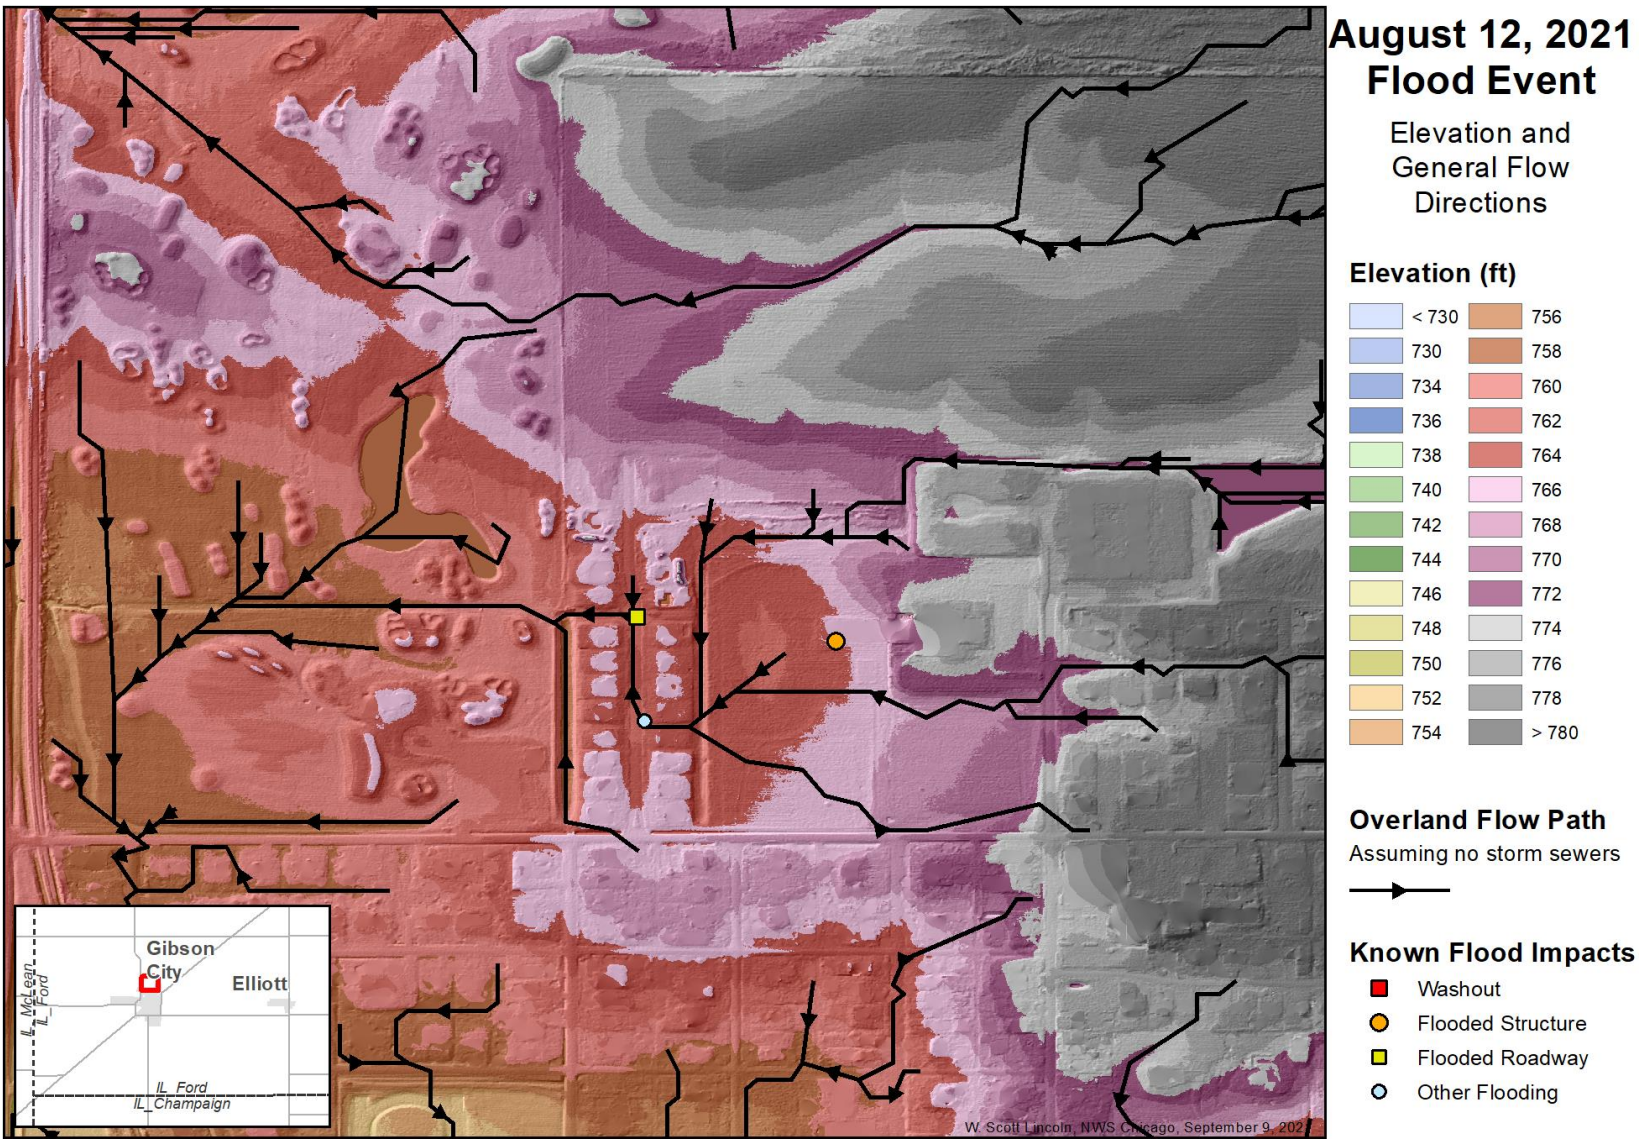 August 12, 2021
Flood Event
Elevation and
General Flow
Directions
Elevation (ft)
< 730
730
734
736
738
740
742
744
746
748
750
752
754
756
758
760
762
764
766
768
770
772
774
776
778
> 780
Overland Flow Path
Assuming no storm sewers
Known Flood Impacts
Washout
Flooded Structure
Flooded Roadway
Other Flooding
Gibson
City
Elliott
IL_McLean
IL_Ford
IL_Ford
IL_Champaign
W. Scott Lincoln, NWS Chicago, September 9, 2021